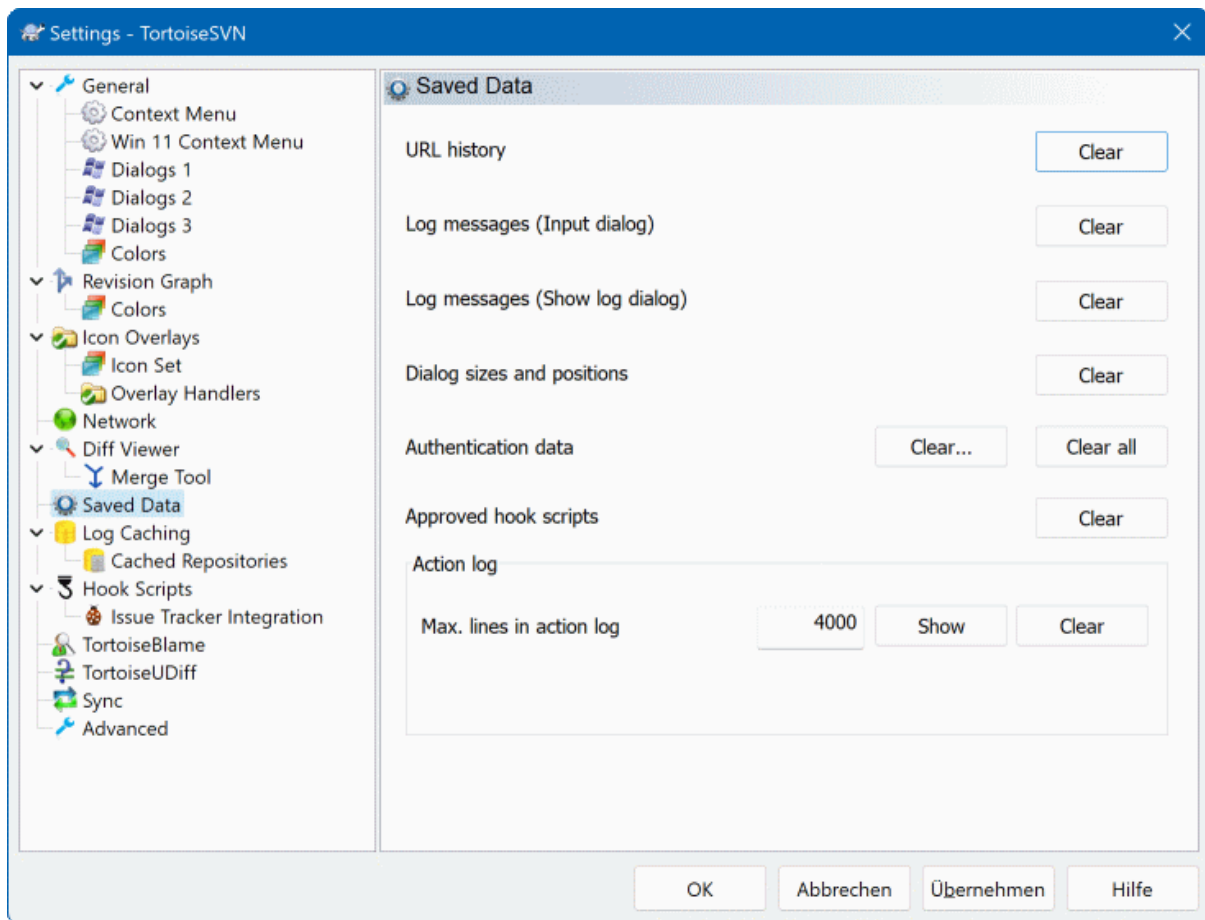 Settings - TortoiseSVN
General
Context Menu
Win 11 Context Menu
Dialogs 1
Dialogs 2
Dialogs 3
Colors
Revision Graph
Colors
Icon Overlays
Icon Set
Overlay Handlers
Network
Diff Viewer
Merge Tool
Saved Data
Log Caching
Cached Repositories
Hook Scripts
Issue Tracker Integration
TortoiseBlame
TortoiseUDiff
Sync
Advanced
Saved Data
URL history Clear
Log messages (Input dialog) Clear
Log messages (Show log dialog) Clear
Dialog sizes and positions Clear
Authentication data Clear... Clear all
Approved hook scripts Clear
Action log
Max. lines in action log 4000 Show Clear
OK Abbrechen Übernehmen Hilfe